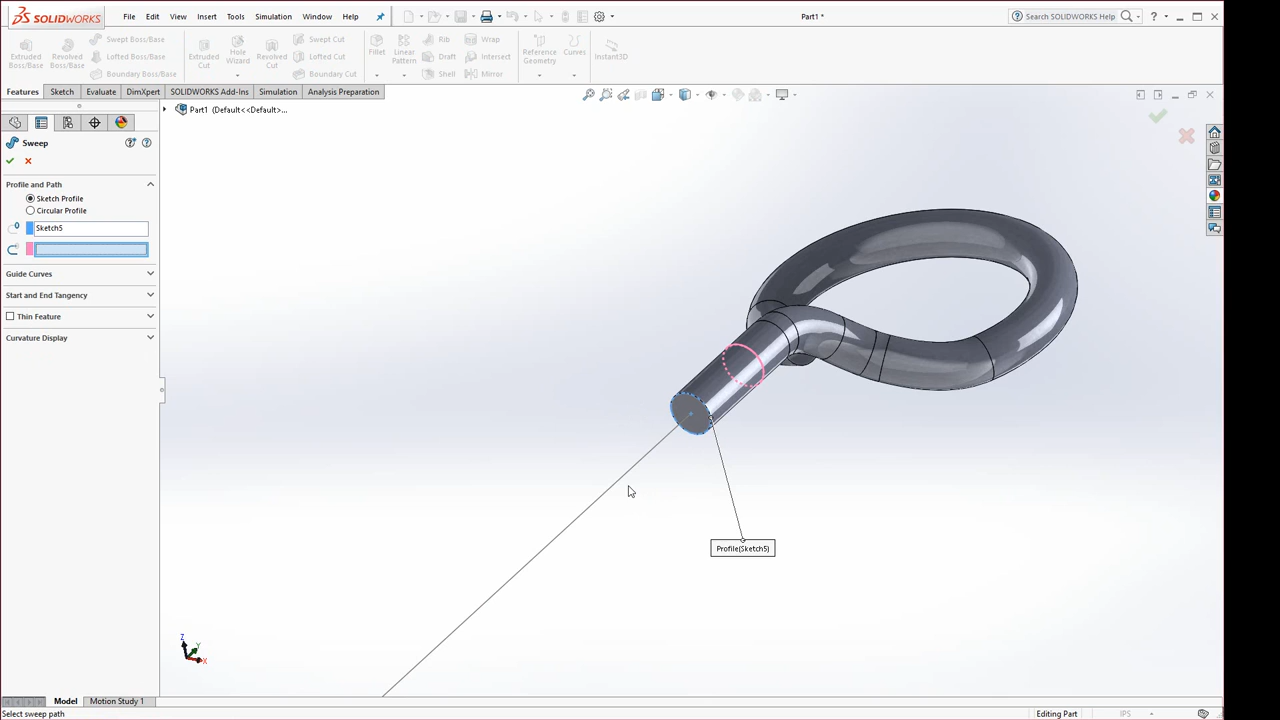 SOLIDWORKS
File Edit View Insert Tools Simulation Window Help
Part1 *
Search SOLIDWORKS Help
Extruded Boss/Base
Revolved Boss/Base
Swept Boss/Base
Lofted Boss/Base
Boundary Boss/Base
Extruded Cut
Hole Wizard
Revolved Cut
Swept Cut
Lofted Cut
Boundary Cut
Fillet
Linear Pattern
Rib
Draft
Shell
Wrap
Intersect
Mirror
Reference Geometry
Curves
Instant3D
Features Sketch Evaluate DimXpert SOLIDWORKS Add-Ins Simulation Analysis Preparation
Part1 (Default<<Default>...
Sweep
Profile and Path
Sketch Profile
Circular Profile
Sketch5
Guide Curves
Start and End Tangency
Thin Feature
Curvature Display
Profile(Sketch5)
Z
Y
X
Model Motion Study 1
Select sweep path
Editing Part
IPS